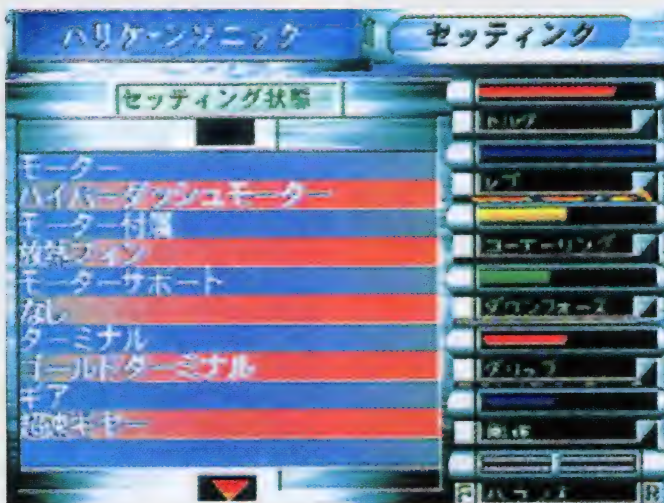 ハリケーンソニック
セッティング
セッティング状態
モーター
ハイパーダッシュモーター
モーター付属
放熱フィン
モーターサポート
なし
ターミナル
ゴールドターミナル
ギア
超速ギヤー
トルク
レブ
コーナーリング
ダウンフォース
グリップ
バランス
R